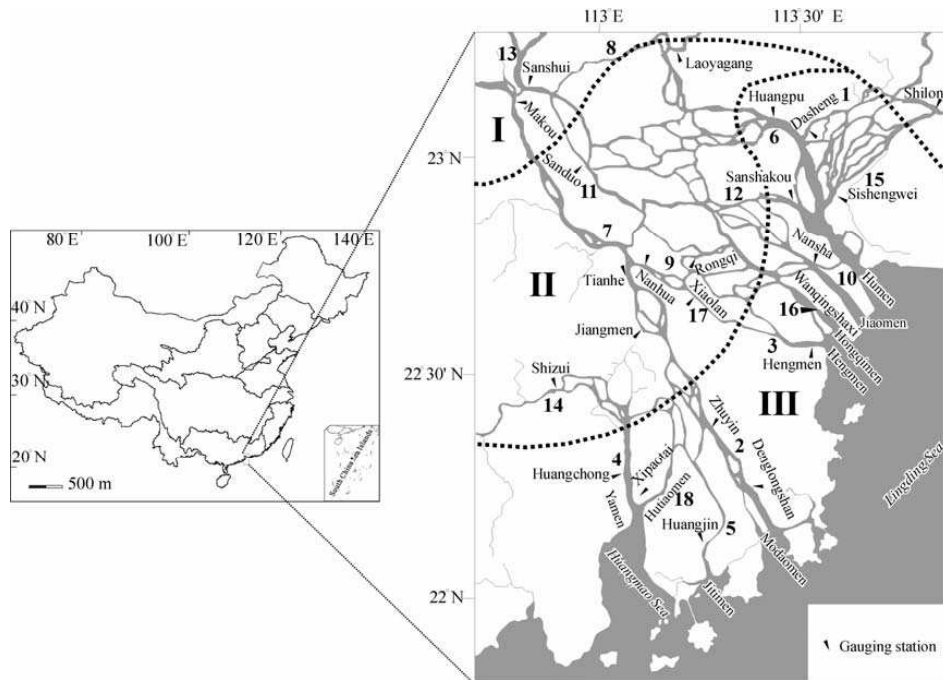 80°E
100°E
120°E
140°E
40°N
30°N
20°N
500 m
South China Sea Islands
113°E
113°30'E
23°N
22°30'N
22°N
13
8
Sanshui
Laoyagang
I
Makou
Huangpu
Dasheng
1
Shilon
6
Sanduo
11
Sanshakou
12
15
Sishengwei
7
Nansha
II
Tianhe
Nanhua
9
Rongqi
10
Humen
Xiaolan
17
Wanqingshaxi
16
Jiaomen
Jiangmen
Hongqimen
3
Hengmen
Hengmen
Shizui
14
III
Zhuyin
2
4
Huangchong
Xipaotai
Denglongshan
Lingding Sea
Yamen
Hutiaomen
18
Huangjin
5
Modaomen
Huangmao Sea
Jitimen
Gauging station